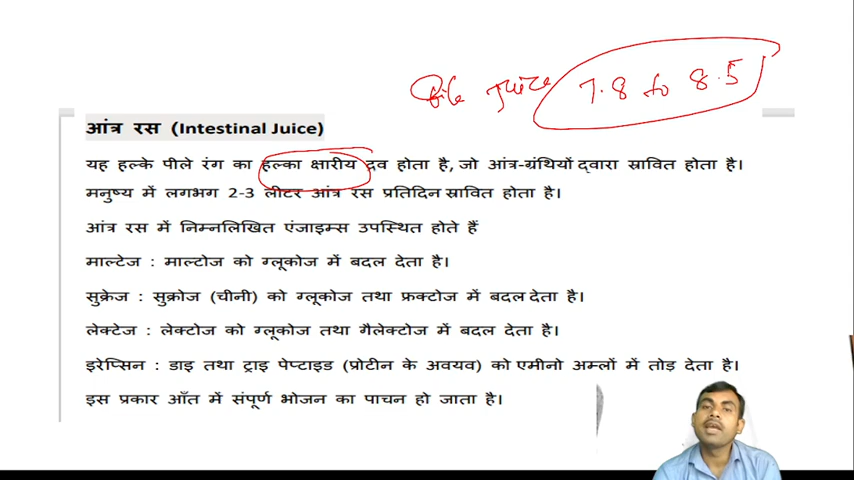 Bile Juice 7.8 to 8.5
आंत्र रस (Intestinal Juice)
यह हल्के पीले रंग का हल्का क्षारीय द्रव होता है, जो आंत्र-ग्रंथियों द्वारा स्रावित होता है।
मनुष्य में लगभग 2-3 लीटर आंत्र रस प्रतिदिन स्रावित होता है।
आंत्र रस में निम्नलिखित एंजाइम्स उपस्थित होते हैं
माल्टेज : माल्टोज को ग्लूकोज में बदल देता है।
सुक्रेज : सुक्रोज (चीनी) को ग्लूकोज तथा फ्रक्टोज में बदल देता है।
लेक्टेज : लेक्टोज को ग्लूकोज तथा गैलेक्टोज में बदल देता है।
इरेप्सिन : डाइ तथा ट्राइ पेप्टाइड (प्रोटीन के अवयव) को एमीनो अम्लों में तोड़ देता है।
इस प्रकार आँत में संपूर्ण भोजन का पाचन हो जाता है।